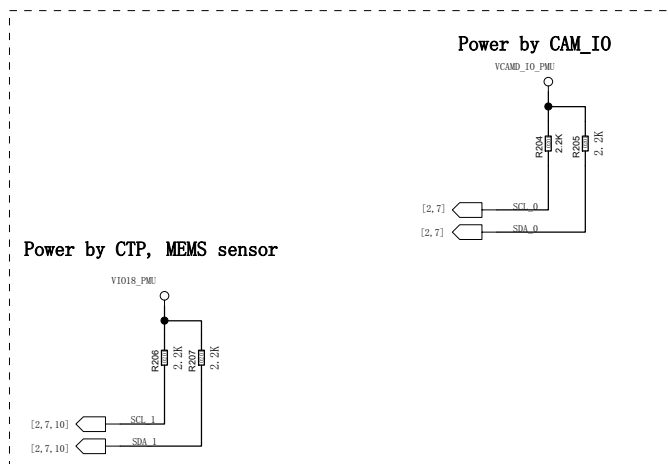 Power by CAM_IO
VCAMD_IO_PMU
R204
2.2K
R205
2.2K
[2,7]
SCL_0
[2,7]
SDA_0
Power by CTP, MEMS sensor
VIO18_PMU
R206
2.2K
R207
2.2K
[2,7,10]
SCL_1
[2,7,10]
SDA_1